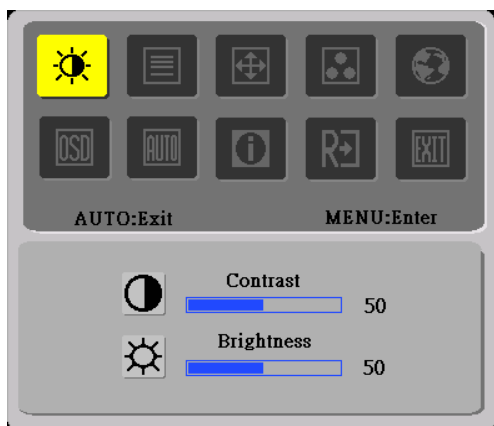 OSD AUTO R EXIT
AUTO:Exit MENU:Enter
Contrast
50
Brightness
50